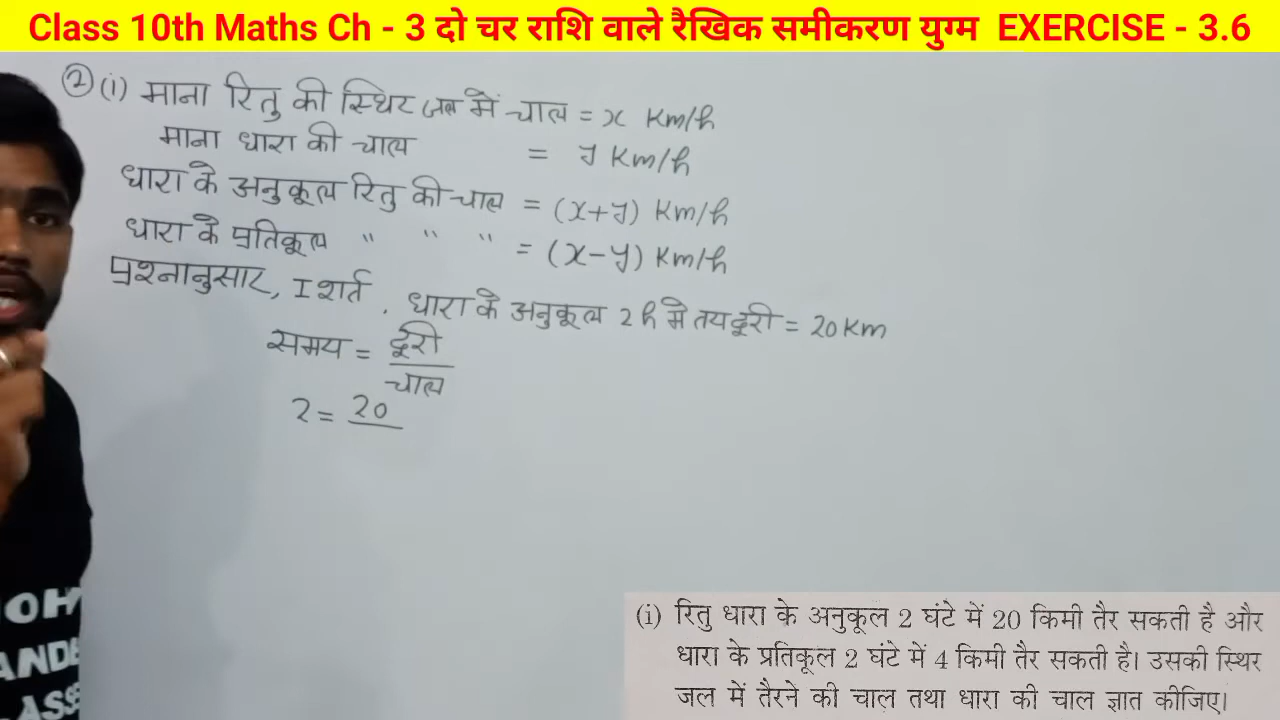 Class 10th Maths Ch - 3 दो चर राशि वाले रैखिक समीकरण युग्म EXERCISE - 3.6
② (i) माना रितु की स्थिर जल में चाल = x Km/h
माना धारा की चाल = y Km/h
धारा के अनुकूल रितु की चाल = (x+y) Km/h
धारा के प्रतिकूल " " " = (x-y) Km/h
प्रश्नानुसार, I शर्त, धारा के अनुकूल 2 h मे तय दूरी = 20 Km
समय = दूरी / चाल
2 = 20
(i) रितु धारा के अनुकूल 2 घंटे में 20 किमी तैर सकती है और
धारा के प्रतिकूल 2 घंटे में 4 किमी तैर सकती है। उसकी स्थिर
जल में तैरने की चाल तथा धारा की चाल ज्ञात कीजिए।